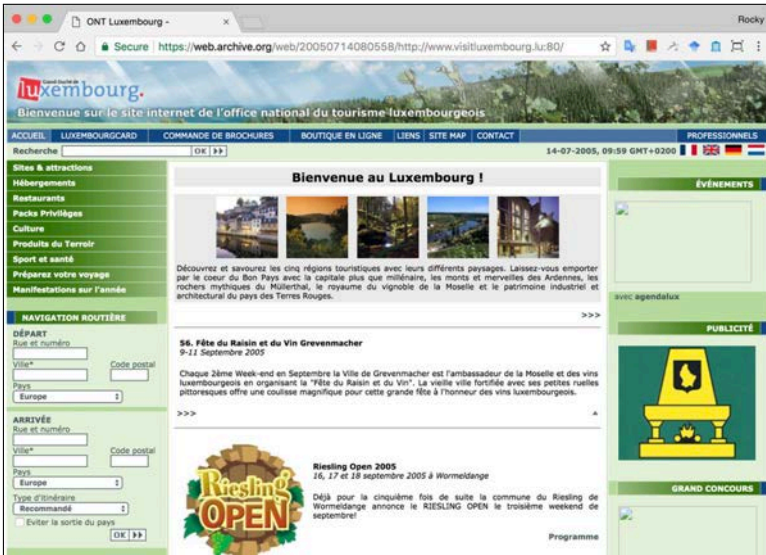 ONT Luxembourg -
Rocky
Secure
https://web.archive.org/web/20050714080558/http://www.visitluxembourg.lu:80/
Grand Duché de
luxembourg.
Bienvenue sur le site internet de l'office national du tourisme luxembourgeois
ACCUEIL LUXEMBOURGCARD COMMANDE DE BROCHURES BOUTIQUE EN LIGNE LIENS SITE MAP CONTACT PROFESSIONNELS
Recherche OK 14-07-2005, 09:59 GMT+0200
Sites & attractions
Hébergements
Restaurants
Packs Privilèges
Culture
Produits du Terroir
Sport et santé
Préparez votre voyage
Manifestations sur l'année
NAVIGATION ROUTIÈRE
DÉPART
Rue et numéro
Ville* Code postal
Pays
Europe
ARRIVÉE
Rue et numéro
Ville* Code postal
Pays
Europe
Type d'itinéraire
Recommandé
Eviter la sortie du pays
OK
Bienvenue au Luxembourg !
Découvrez et savourez les cinq régions touristiques avec leurs différents paysages. Laissez-vous emporter
par le coeur du Bon Pays avec la capitale plus que millénaire, les monts et merveilles des Ardennes, les
rochers mythiques du Müllerthal, le royaume du vignoble de la Moselle et le patrimoine industriel et
architectural du pays des Terres Rouges.
>>>
56. Fête du Raisin et du Vin Grevenmacher
9-11 Septembre 2005
Chaque 2ème Week-end en Septembre la Ville de Grevenmacher est l'ambassadeur de la Moselle et des vins
luxembourgeois en organisant la "Fête du Raisin et du Vin". La vieille ville fortifiée avec ses petites ruelles
pittoresques offre une coulisse magnifique pour cette grande fête à l'honneur des vins luxembourgeois.
>>>
Riesling
OPEN
Riesling Open 2005
16, 17 et 18 septembre 2005 à Wormeldange
Déjà pour la cinquième fois de suite la commune du Riesling de
Wormeldange annonce le RIESLING OPEN le troisième weekend de
septembre!
Programme
ÉVÉNEMENTS
avec agendalux
PUBLICITÉ
GRAND CONCOURS